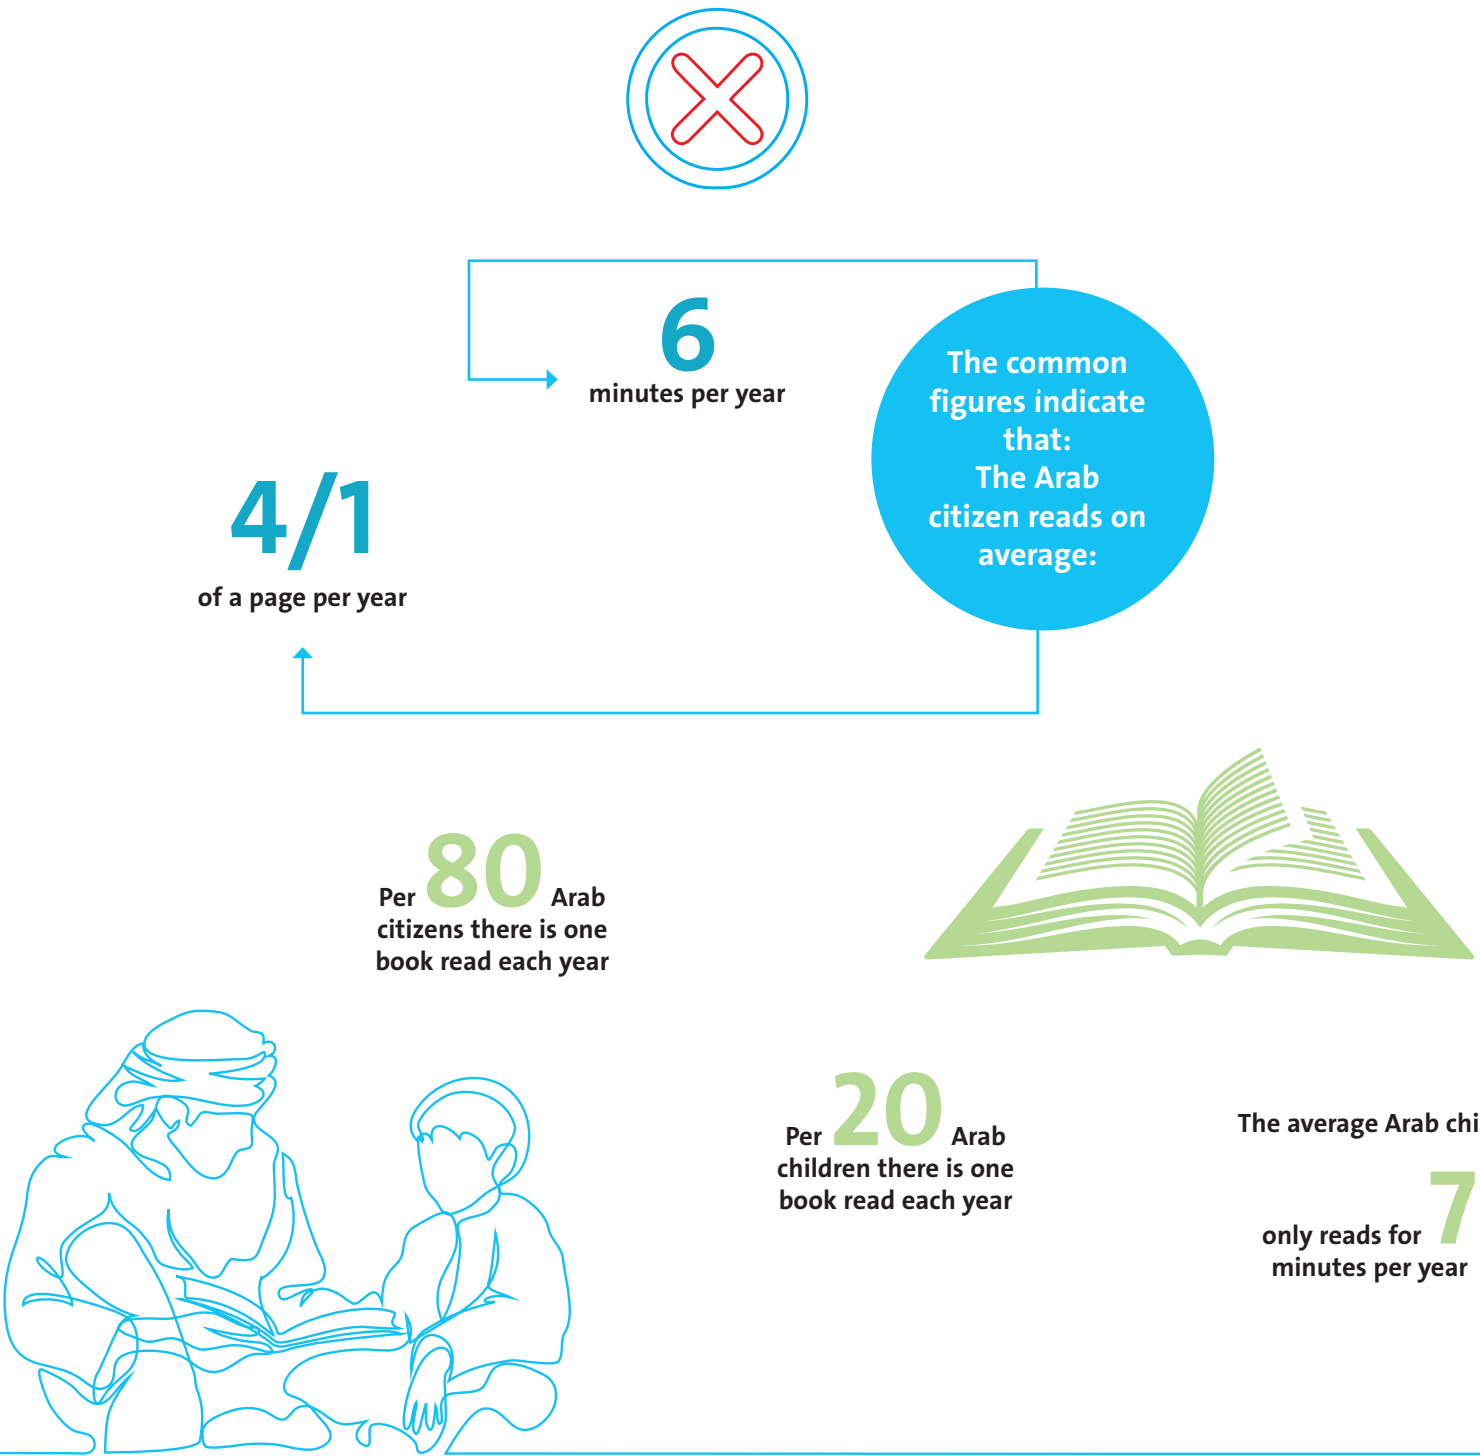 The common
figures indicate
that:
The Arab
citizen reads on
average:
6
minutes per year
4/1
of a page per year
Per 80 Arab
citizens there is one
book read each year
Per 20 Arab
children there is one
book read each year
The average Arab chi
only reads for 7
minutes per year